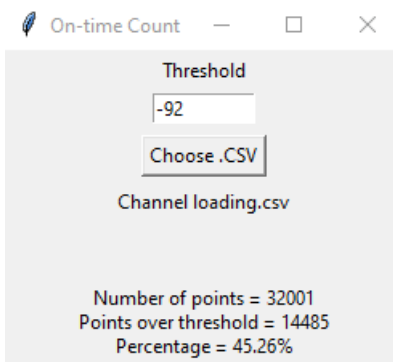 On-time Count
Threshold
-92
Choose .CSV
Channel loading.csv
Number of points = 32001
Points over threshold = 14485
Percentage = 45.26%